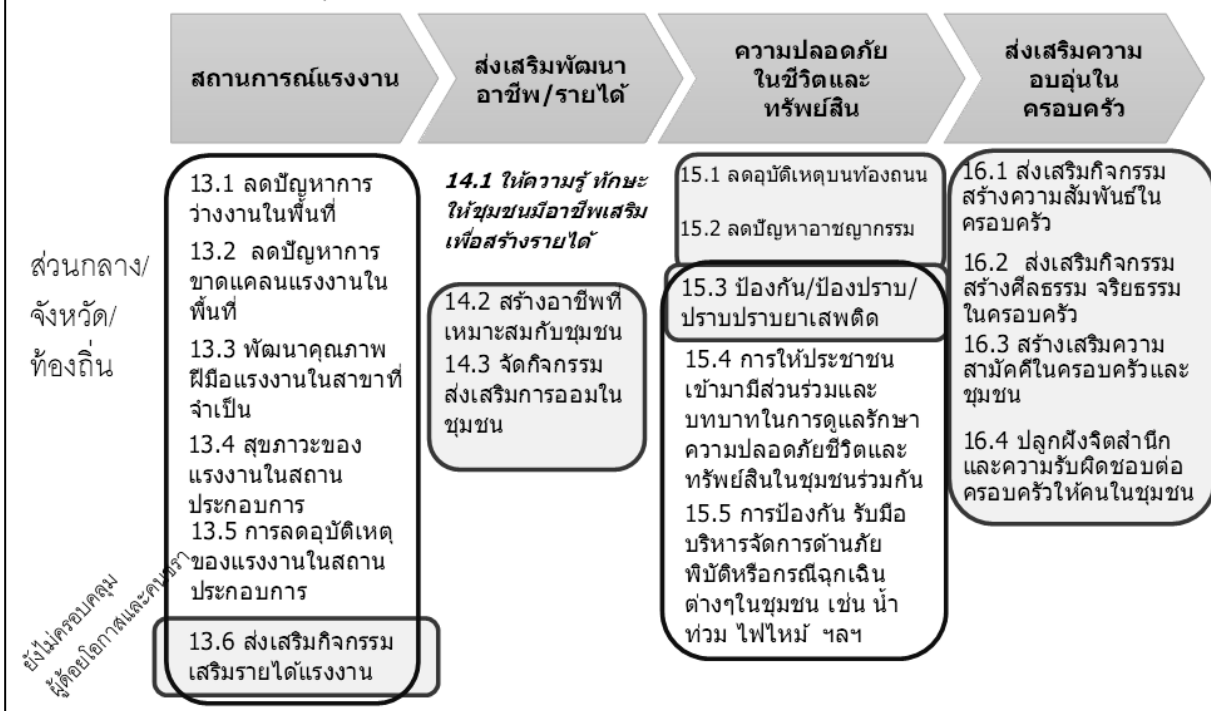 สถานการณ์แรงงาน
ส่งเสริมพัฒนา
อาชีพ/รายได้
ความปลอดภัย
ในชีวิตและ
ทรัพย์สิน
ส่งเสริมความ
อบอุ่นใน
ครอบครัว
ส่วนกลาง/
จังหวัด/
ท้องถิ่น
13.1 ลดปัญหาการ
ว่างงานในพื้นที่
13.2 ลดปัญหาการ
ขาดแคลนแรงงานใน
พื้นที่
13.3 พัฒนาคุณภาพ
ฝีมือแรงงานในสาขาที่
จำเป็น
13.4 สุขภาวะของ
แรงงานในสถาน
ประกอบการ
13.5 การลดอุบัติเหตุ
ของแรงงานในสถาน
ประกอบการ
13.6 ส่งเสริมกิจกรรม
เสริมรายได้แรงงาน
ยังไม่ครอบคลุม
ผู้ด้อยโอกาสและคนชรา
14.1 ให้ความรู้ ทักษะ
ให้ชุมชนมีอาชีพเสริม
เพื่อสร้างรายได้
14.2 สร้างอาชีพที่
เหมาะสมกับชุมชน
14.3 จัดกิจกรรม
ส่งเสริมการออมใน
ชุมชน
15.1 ลดอุบัติเหตุบนท้องถนน
15.2 ลดปัญหาอาชญากรรม
15.3 ป้องกัน/ป้องปราบ/
ปราบปราบยาเสพติด
15.4 การให้ประชาชน
เข้ามามีส่วนร่วมและ
บทบาทในการดูแลรักษา
ความปลอดภัยชีวิตและ
ทรัพย์สินในชุมชนร่วมกัน
15.5 การป้องกัน รับมือ
บริหารจัดการด้านภัย
พิบัติหรือกรณีฉุกเฉิน
ต่างๆในชุมชน เช่น น้ำ
ท่วม ไฟไหม้ ฯลฯ
16.1 ส่งเสริมกิจกรรม
สร้างความสัมพันธ์ใน
ครอบครัว
16.2 ส่งเสริมกิจกรรม
สร้างศีลธรรม จริยธรรม
ในครอบครัว
16.3 สร้างเสริมความ
สามัคคีในครอบครัวและ
ชุมชน
16.4 ปลูกฝังจิตสำนึก
และความรับผิดชอบต่อ
ครอบครัวให้คนในชุมชน